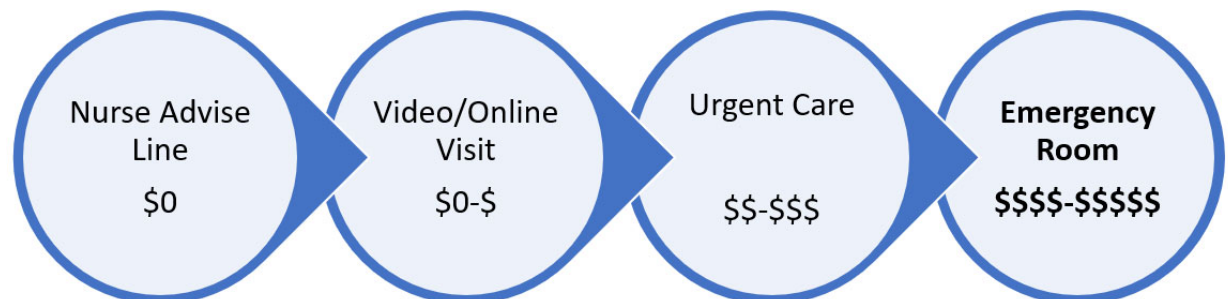 Nurse Advise
Line
$0
Video/Online
Visit
$0-$
Urgent Care
$$-$$$
Emergency
Room
$$$$-$$$$$